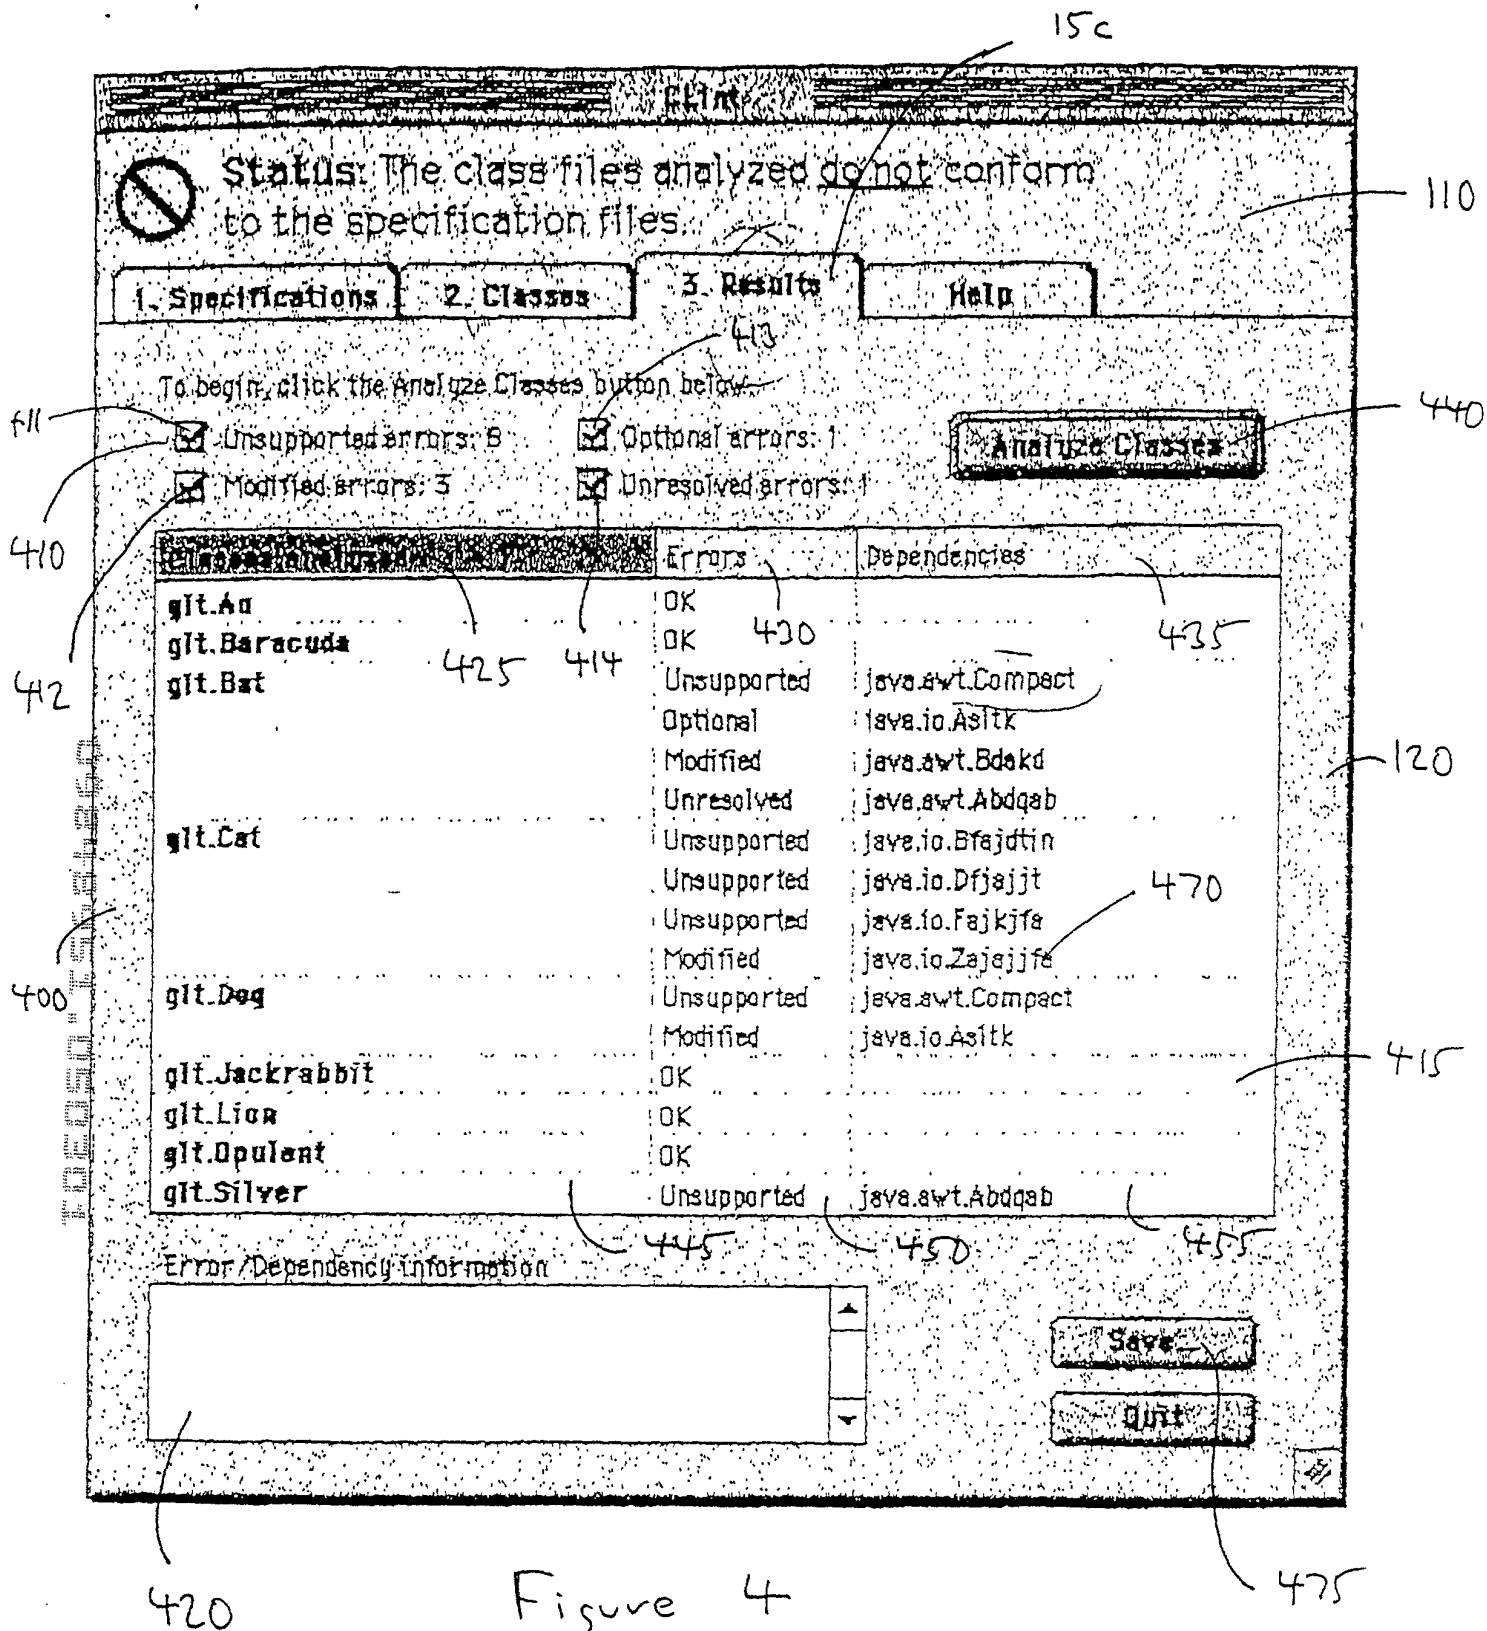 15c
Status: The class files analyzed do not conform
to the specification files.
110
1. Specifications 2. Classes 3. Results Help
413
To begin, click the Analyze Classes button below.
Unsupported errors: 8 Optional errors: 1 Analyze Classes 440
Modified errors: 3 Unresolved errors: 1
410
Classes Analyzed Errors Dependencies
glt.Aa OK
425 414 430 435
glt.Baracuda OK
412
glt.Bat Unsupported java.awt.Compact
Optional java.io.Asltk
Modified java.awt.Bdakd
120
Unresolved java.awt.Abdqab
glt.Cat Unsupported java.io.Bfajdtin
Unsupported java.io.Dfjajjt
470
Unsupported java.io.Fajkjfa
Modified java.io.Zajajjfa
400
glt.Dog Unsupported java.awt.Compact
Modified java.io.Asltk
415
glt.Jackrabbit OK
glt.Lion OK
glt.Opulent OK
glt.Silver Unsupported java.awt.Abdqab
445 450 455
Error/Dependency information
Save
Quit
420
Figure 4
475